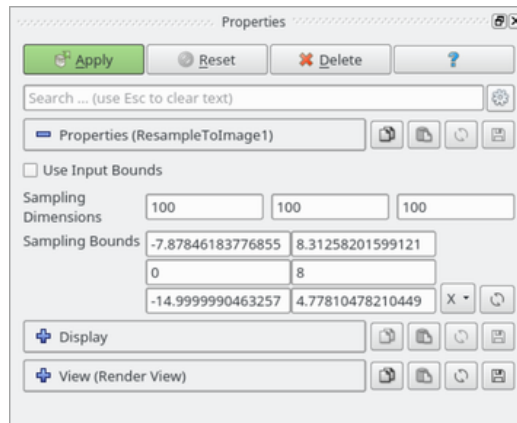 Properties
Apply Reset Delete ?
Search ... (use Esc to clear text)
Properties (ResampleToImage1)
Use Input Bounds
Sampling
Dimensions
100 100 100
Sampling Bounds -7.87846183776855 8.31258201599121
0 8
-14.9999990463257 4.77810478210449 X
Display
View (Render View)